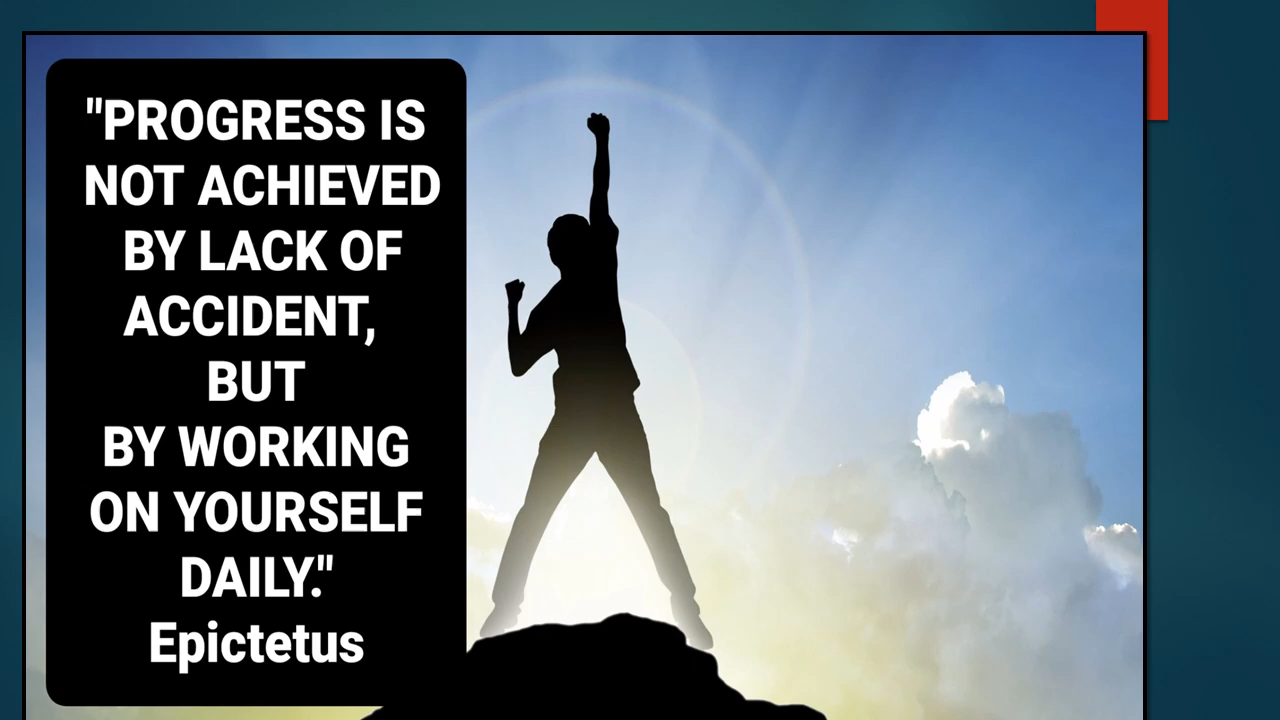 "PROGRESS IS
NOT ACHIEVED
BY LACK OF
ACCIDENT,
BUT
BY WORKING
ON YOURSELF
DAILY."
Epictetus